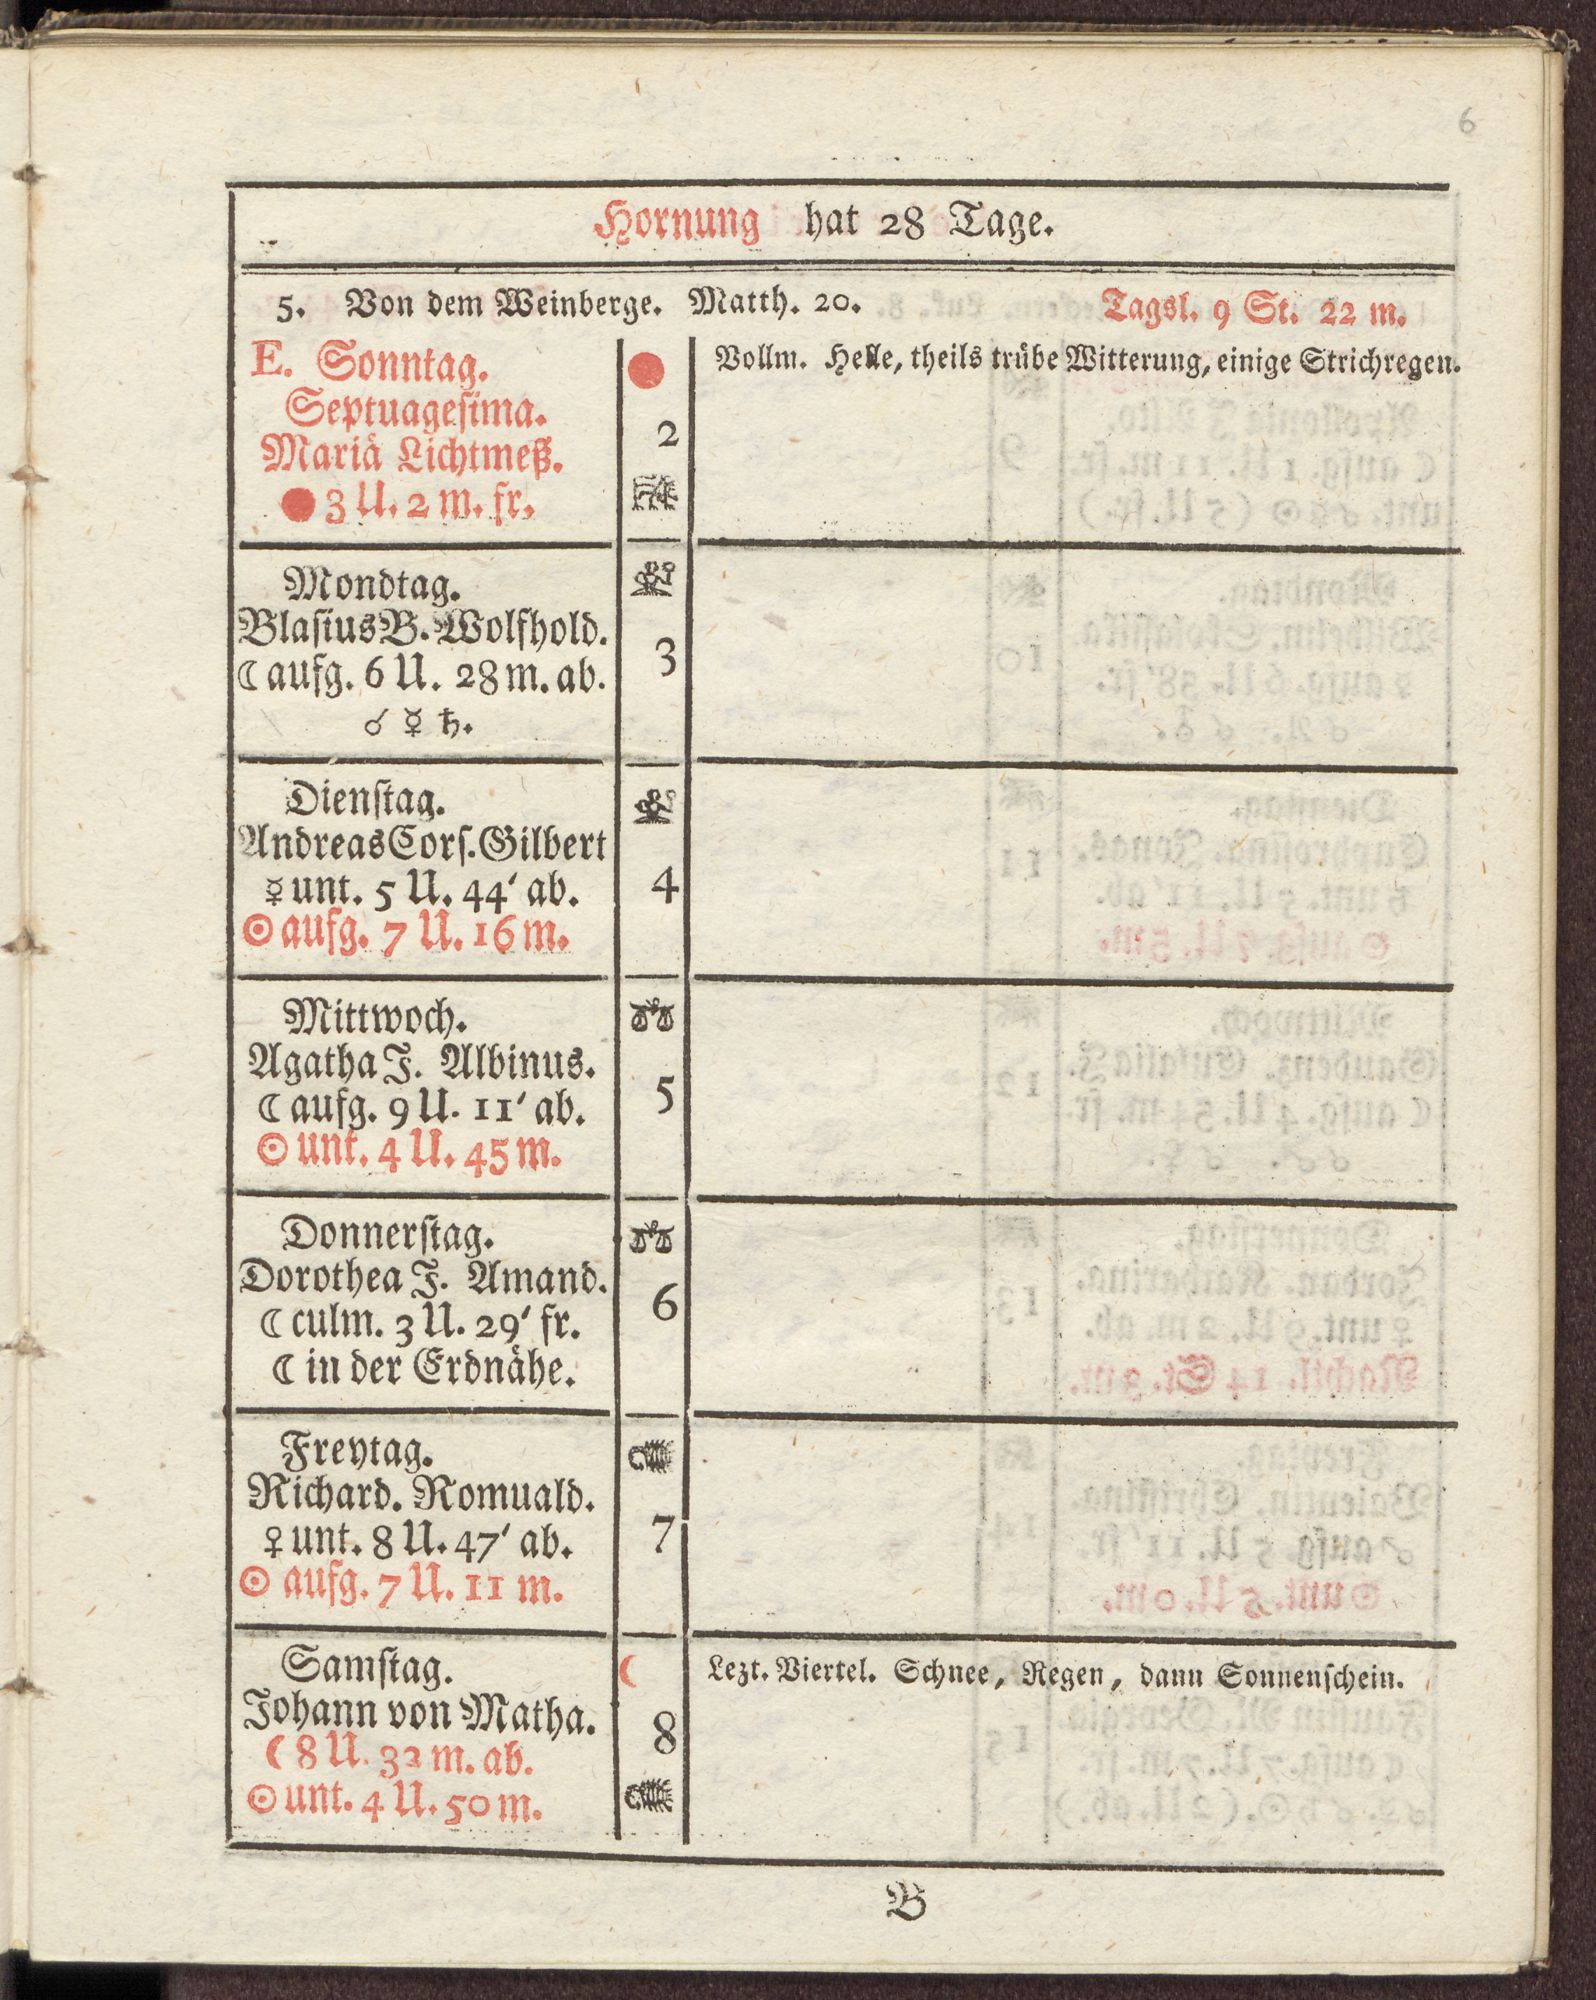 6
Hornung hat 28 Tage.
5. Von dem Weinberge. Matth. 20. Tagsl. 9 St. 22 m.
E. Sonntag.
Septuagesima.
Mariä Lichtmeß.
● 3 U. 2 m. fr.
● 2
Vollm. Helle, theils trübe Witterung, einige Strichregen.
Mondtag.
Blasius B. Wolfhold.
☾ aufg. 6 U. 28 m. ab.
☌ ☿ ♄.
3
Dienstag.
Andreas Cors. Gilbert
☿ unt. 5 U. 44' ab.
☉ aufg. 7 U. 16 m.
4
Mittwoch.
Agatha J. Albinus.
☾ aufg. 9 U. 11' ab.
☉ unt. 4 U. 45 m.
5
Donnerstag.
Dorothea J. Amand.
☾ culm. 3 U. 29' fr.
☾ in der Erdnähe.
6
Freytag.
Richard. Romuald.
♀ unt. 8 U. 47' ab.
☉ aufg. 7 U. 11 m.
7
Samstag.
Johann von Matha.
☾ 8 U. 32 m. ab.
☉ unt. 4 U. 50 m.
☾ 8
Lezt. Viertel. Schnee, Regen, dann Sonnenschein.
B